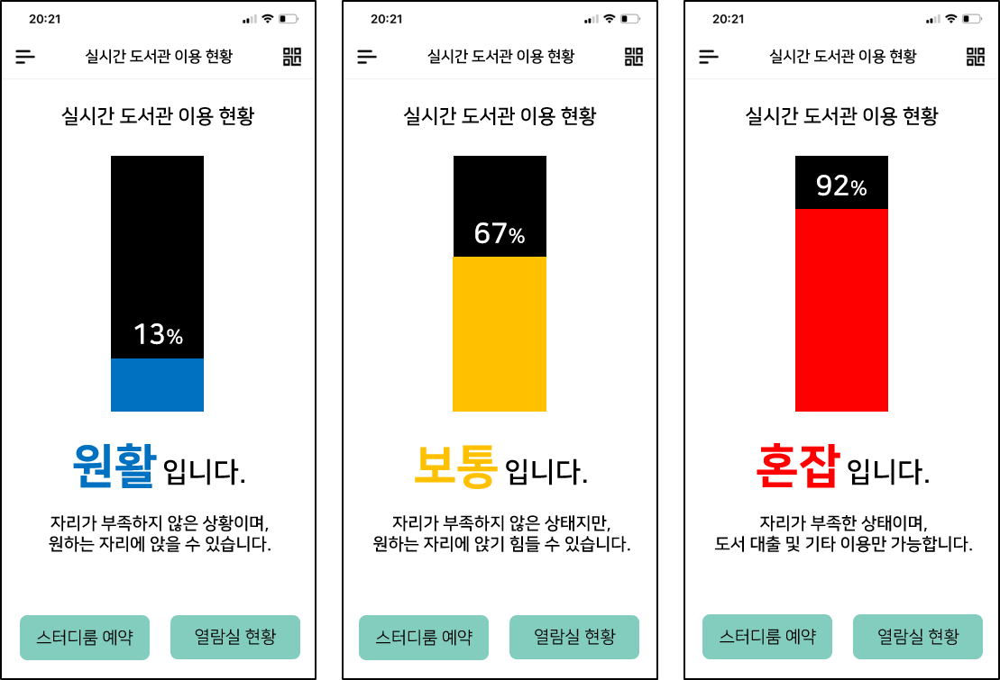 20:21
실시간 도서관 이용 현황
실시간 도서관 이용 현황
13%
원활 입니다.
자리가 부족하지 않은 상황이며,
원하는 자리에 앉을 수 있습니다.
스터디룸 예약
열람실 현황
20:21
실시간 도서관 이용 현황
실시간 도서관 이용 현황
67%
보통 입니다.
자리가 부족하지 않은 상태지만,
원하는 자리에 앉기 힘들 수 있습니다.
스터디룸 예약
열람실 현황
20:21
실시간 도서관 이용 현황
실시간 도서관 이용 현황
92%
혼잡 입니다.
자리가 부족한 상태이며,
도서 대출 및 기타 이용만 가능합니다.
스터디룸 예약
열람실 현황